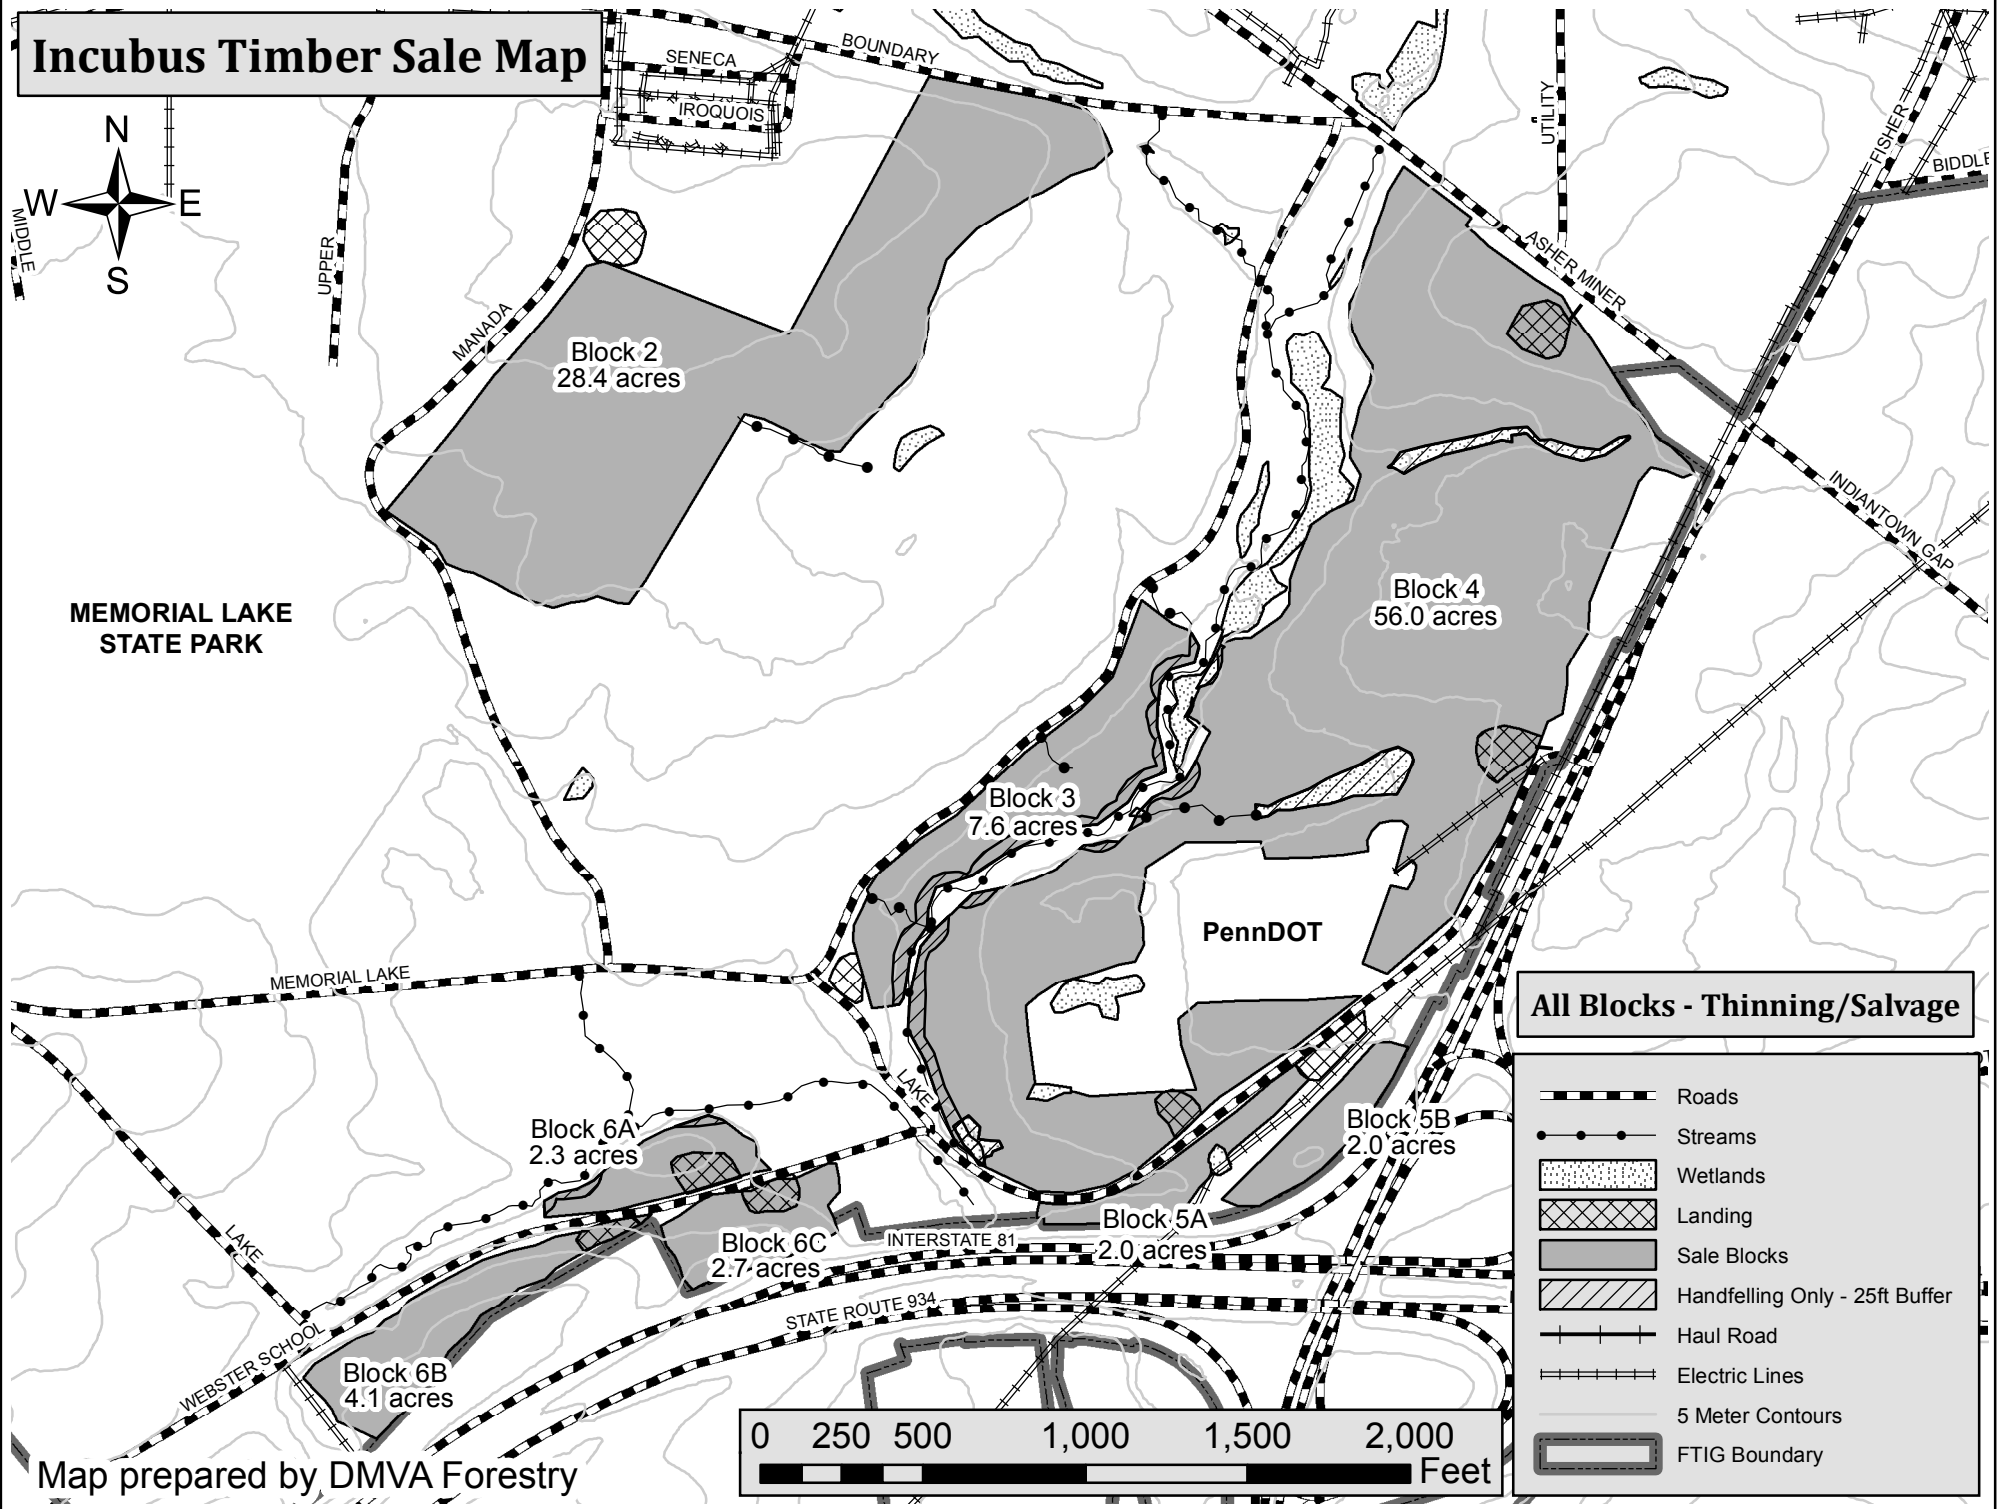 Incubus Timber Sale Map
N
W
E
S
MIDDLE
UPPER
MANADA
SENECA
IROQUOIS
BOUNDARY
UTILITY
FISHER
BIDDLE
ASHER MINER
INDIANTOWN GAP
Block 2
28.4 acres
Block 4
56.0 acres
MEMORIAL LAKE
STATE PARK
Block 3
7.6 acres
PennDOT
MEMORIAL LAKE
LAKE
Block 6A
2.3 acres
Block 5B
2.0 acres
Block 5A
2.0 acres
Block 6C
2.7 acres
INTERSTATE 81
STATE ROUTE 934
LAKE
WEBSTER SCHOOL
Block 6B
4.1 acres
All Blocks - Thinning/Salvage
Roads
Streams
Wetlands
Landing
Sale Blocks
Handfelling Only - 25ft Buffer
Haul Road
Electric Lines
5 Meter Contours
FTIG Boundary
0 250 500 1,000 1,500 2,000
Feet
Map prepared by DMVA Forestry